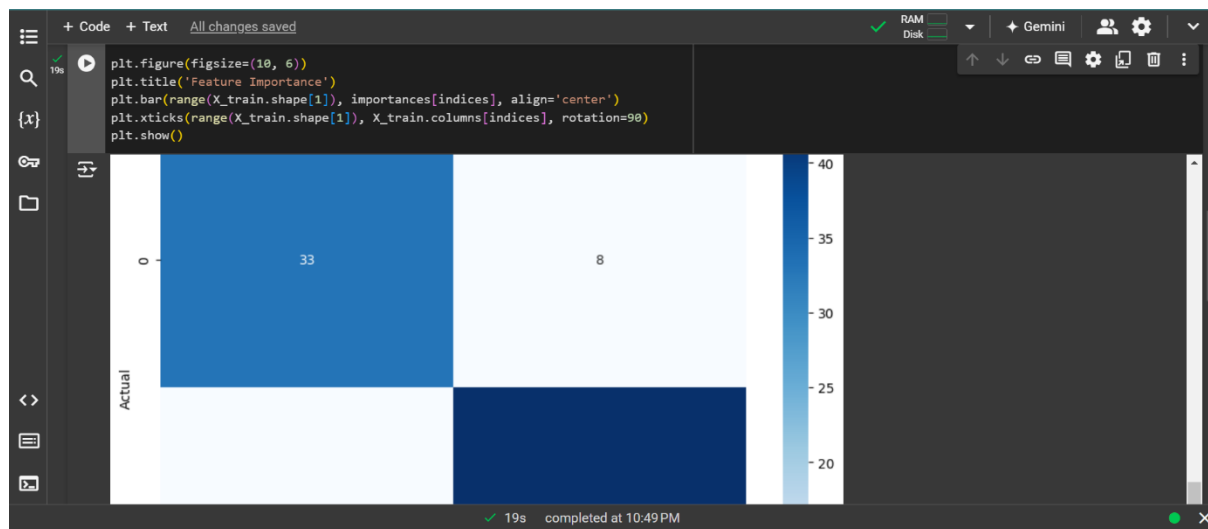 + Code + Text All changes saved
RAM
Disk
Gemini
19s
plt.figure(figsize=(10, 6))
plt.title('Feature Importance')
plt.bar(range(X_train.shape[1]), importances[indices], align='center')
plt.xticks(range(X_train.shape[1]), X_train.columns[indices], rotation=90)
plt.show()
{x}
40
35
0
33
8
30
Actual
25
20
19s completed at 10:49 PM